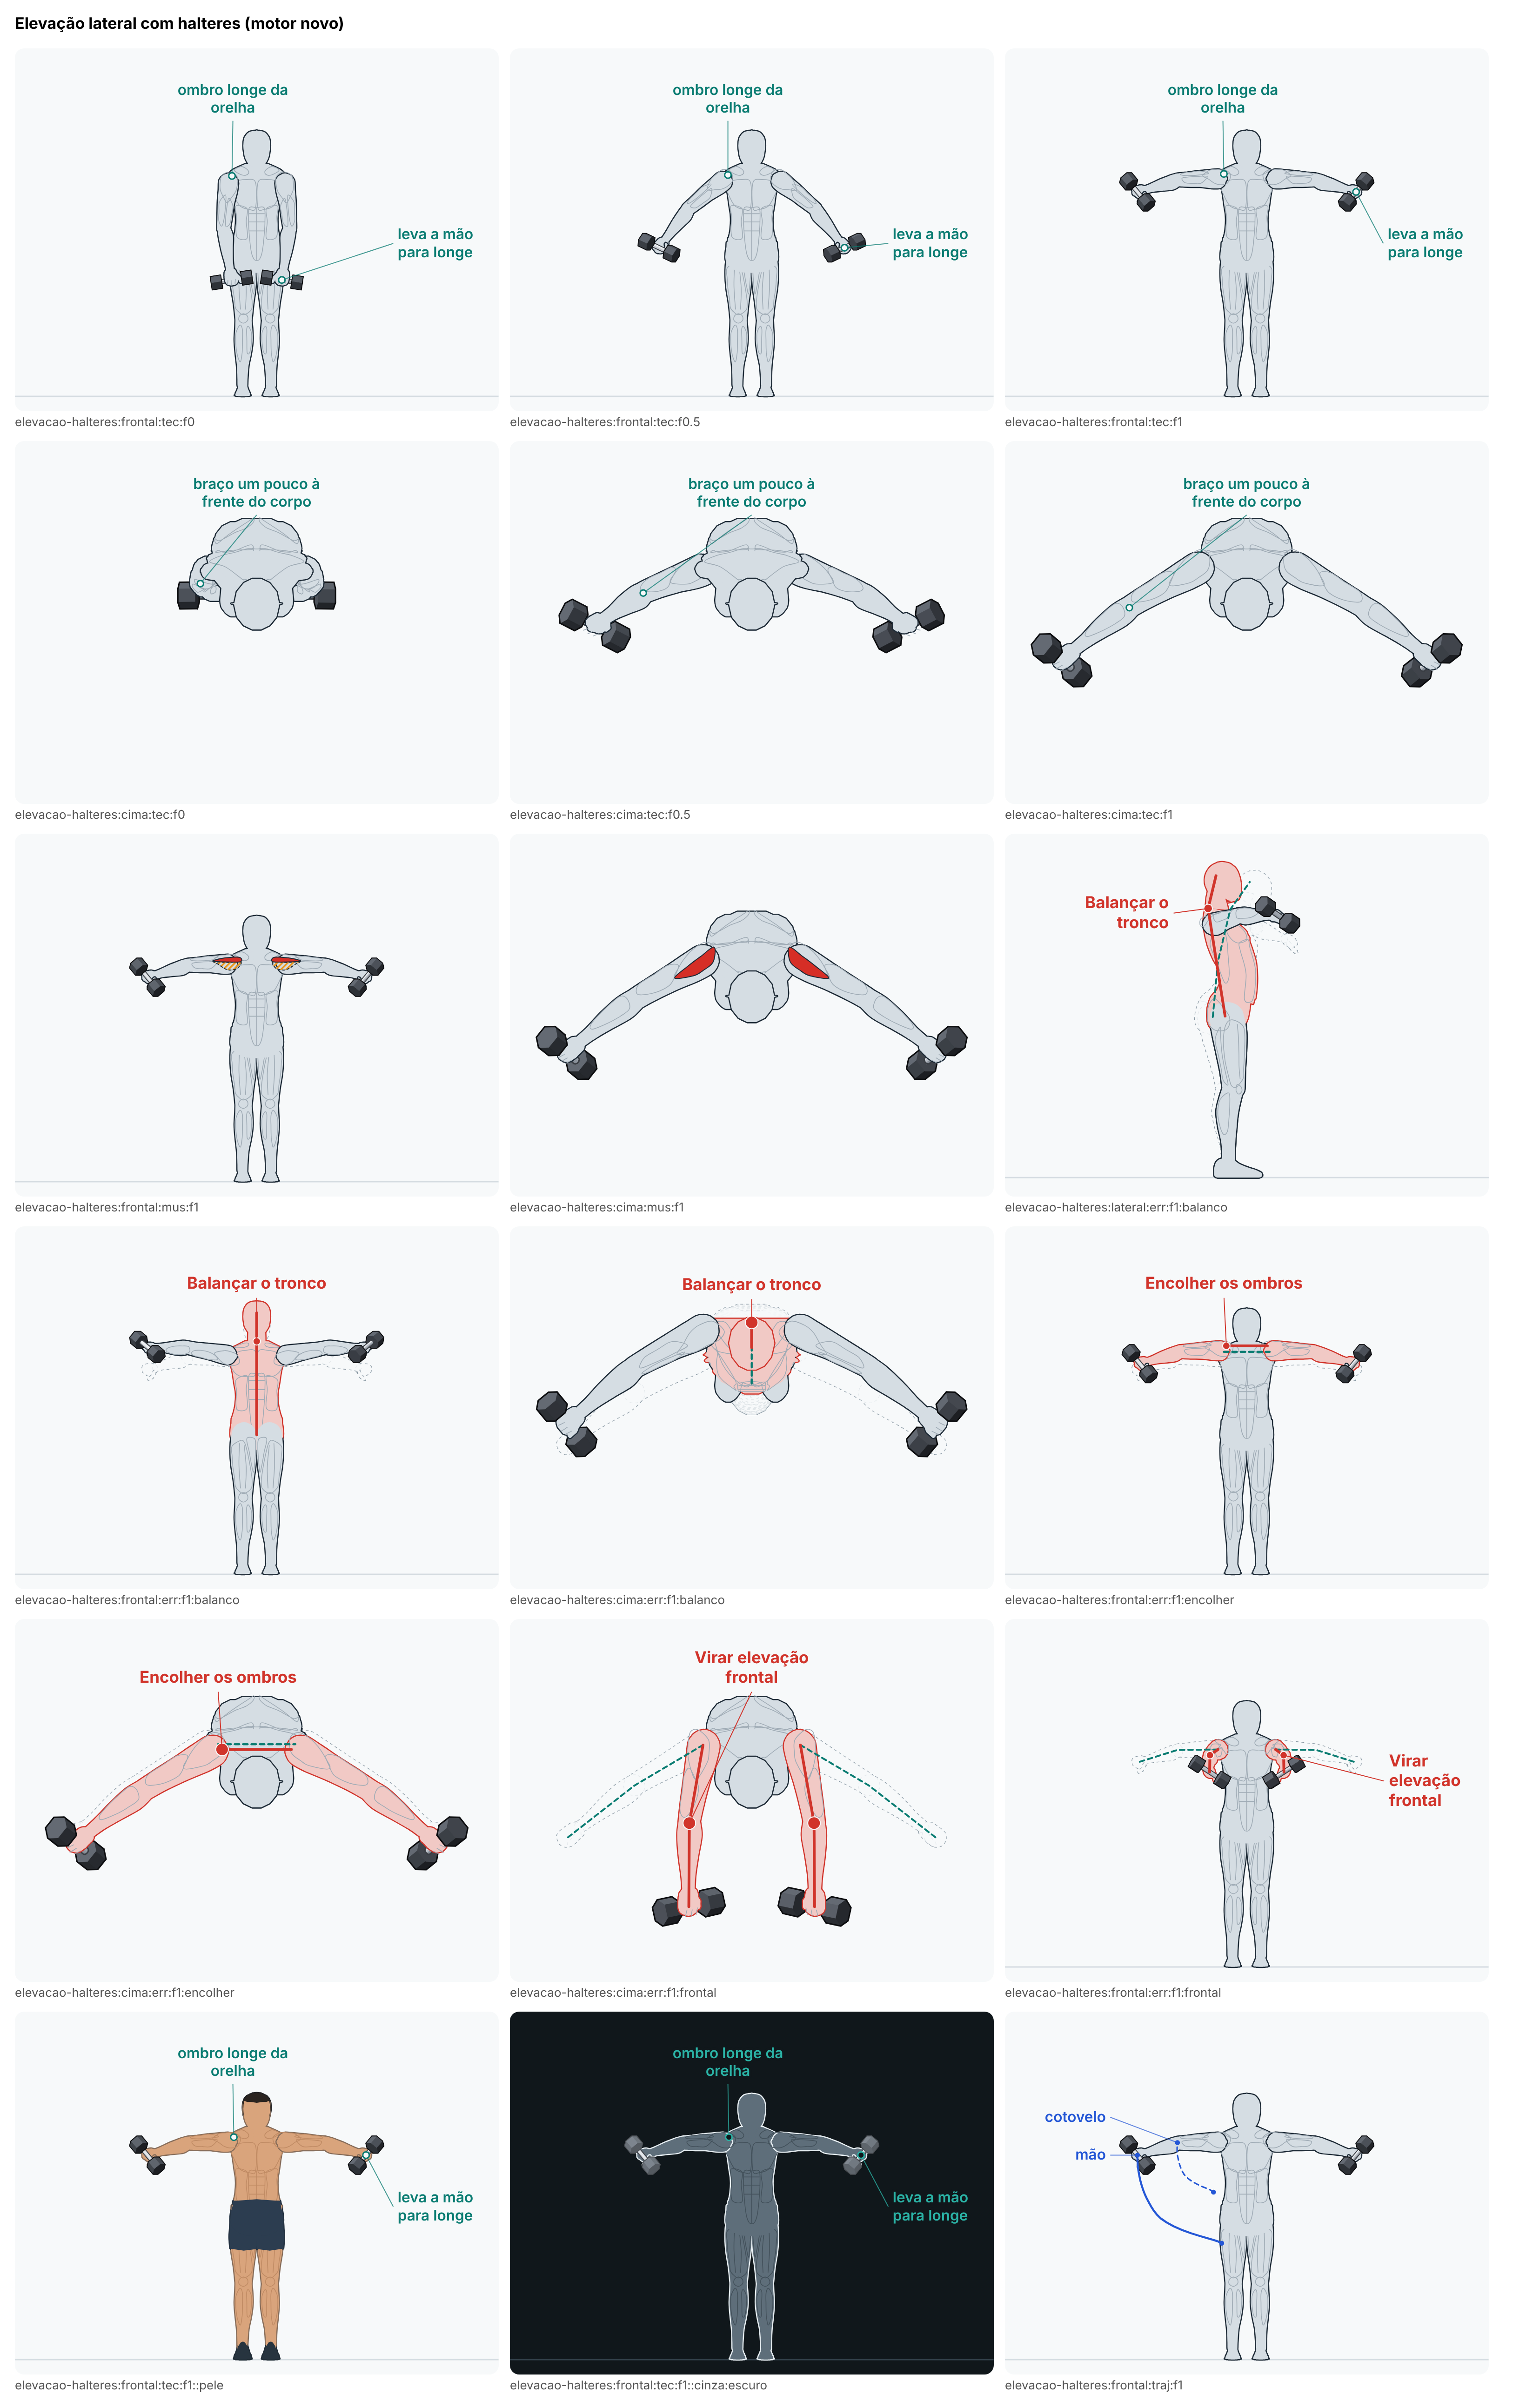 Elevação lateral com halteres (motor novo)
ombro longe da
orelha
leva a mão
para longe
elevacao-halteres:frontal:tec:f0
ombro longe da
orelha
leva a mão
para longe
elevacao-halteres:frontal:tec:f0.5
ombro longe da
orelha
leva a mão
para longe
elevacao-halteres:frontal:tec:f1
braço um pouco à
frente do corpo
elevacao-halteres:cima:tec:f0
braço um pouco à
frente do corpo
elevacao-halteres:cima:tec:f0.5
braço um pouco à
frente do corpo
elevacao-halteres:cima:tec:f1
elevacao-halteres:frontal:mus:f1
elevacao-halteres:cima:mus:f1
Balançar o
tronco
elevacao-halteres:lateral:err:f1:balanco
Balançar o tronco
elevacao-halteres:frontal:err:f1:balanco
Balançar o tronco
elevacao-halteres:cima:err:f1:balanco
Encolher os ombros
elevacao-halteres:frontal:err:f1:encolher
Encolher os ombros
elevacao-halteres:cima:err:f1:encolher
Virar elevação
frontal
elevacao-halteres:cima:err:f1:frontal
Virar
elevação
frontal
elevacao-halteres:frontal:err:f1:frontal
ombro longe da
orelha
leva a mão
para longe
elevacao-halteres:frontal:tec:f1::pele
ombro longe da
orelha
leva a mão
para longe
elevacao-halteres:frontal:tec:f1::cinza:escuro
cotovelo
mão
elevacao-halteres:frontal:traj:f1